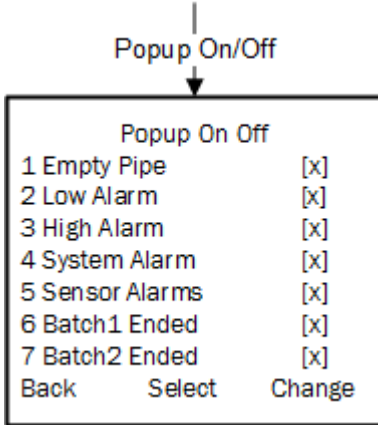 Popup On/Off
Popup On Off
1 Empty Pipe [x]
2 Low Alarm [x]
3 High Alarm [x]
4 System Alarm [x]
5 Sensor Alarms [x]
6 Batch1 Ended [x]
7 Batch2 Ended [x]
Back Select Change